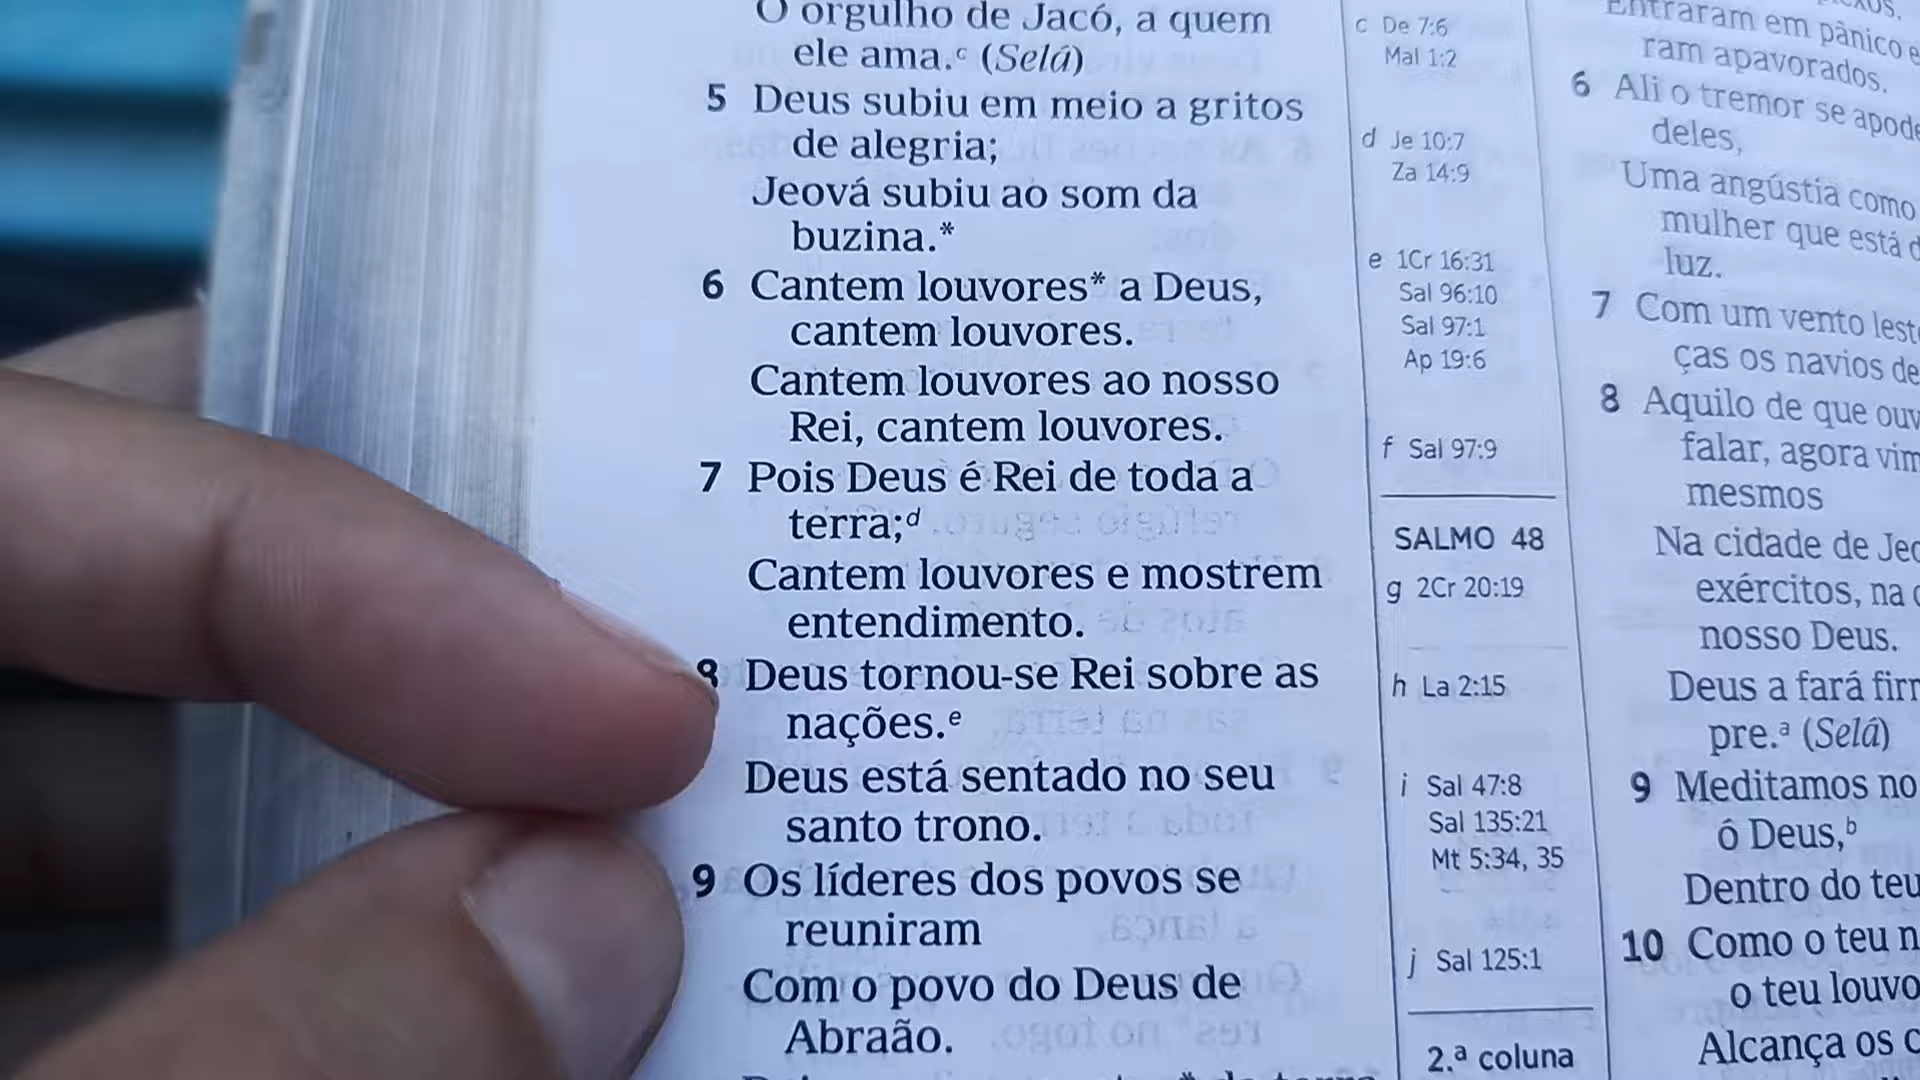 O orgulho de Jacó, a quem
ele ama.ᶜ (Selá)
5 Deus subiu em meio a gritos
de alegria;
Jeová subiu ao som da
buzina.*
6 Cantem louvores* a Deus,
cantem louvores.
Cantem louvores ao nosso
Rei, cantem louvores.
7 Pois Deus é Rei de toda a
terra;ᵈ
Cantem louvores e mostrem
entendimento.
8 Deus tornou-se Rei sobre as
nações.ᵉ
Deus está sentado no seu
santo trono.
9 Os líderes dos povos se
reuniram
Com o povo do Deus de
Abraão.
c De 7:6
Mal 1:2
d Je 10:7
Za 14:9
e 1Cr 16:31
Sal 96:10
Sal 97:1
Ap 19:6
f Sal 97:9
SALMO 48
g 2Cr 20:19
h La 2:15
i Sal 47:8
Sal 135:21
Mt 5:34, 35
j Sal 125:1
2.ª coluna
Entraram em pânico e
ram apavorados.
6 Ali o tremor se apode
deles,
Uma angústia como
mulher que está d
luz.
7 Com um vento lest
ças os navios de
8 Aquilo de que ouv
falar, agora vim
mesmos
Na cidade de Jeo
exércitos, na c
nosso Deus.
Deus a fará firm
pre.ᵃ (Selá)
9 Meditamos no
ó Deus,ᵇ
Dentro do teu
10 Como o teu n
o teu louvo
Alcança os c